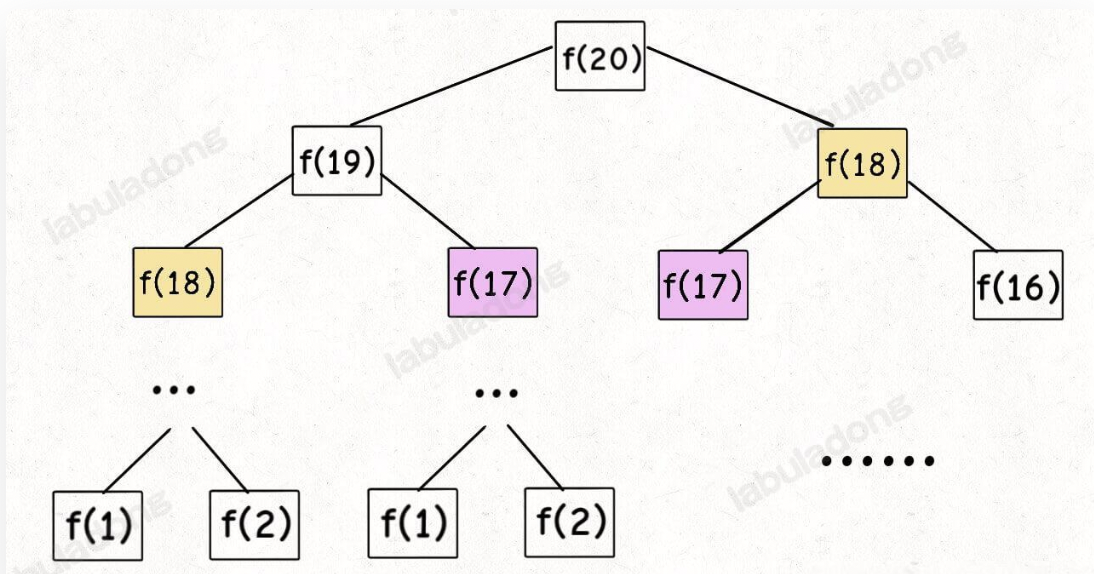 f(20)
f(19)
f(18)
f(18)
f(17)
f(17)
f(16)
...
...
......
f(1)
f(2)
f(1)
f(2)
labuladong
labuladong
labuladong
labuladong
labuladong